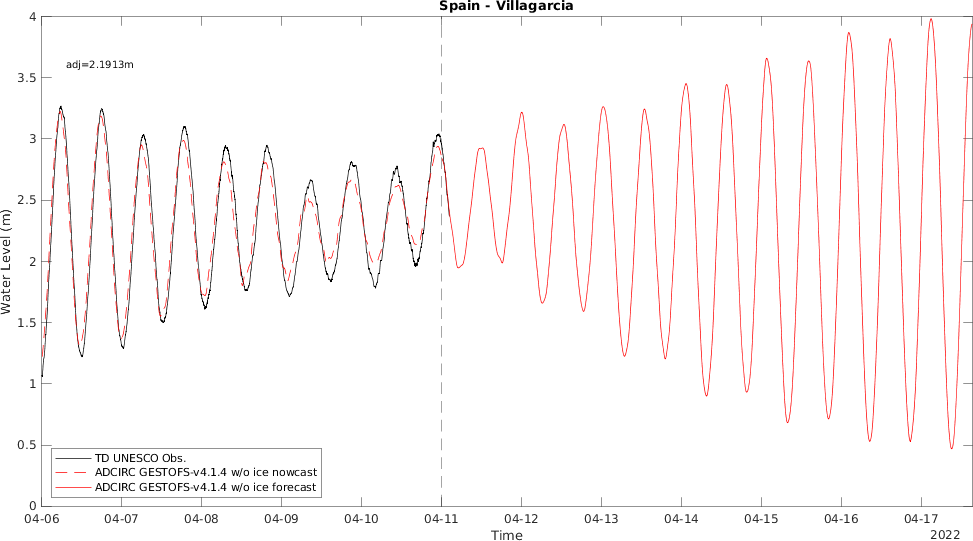 Spain - Villagarcia
4
adj=2.1913m
3.5
3
2.5
2
1.5
1
0.5
0
Water Level (m)
TD UNESCO Obs.
ADCIRC GESTOFS-v4.1.4 w/o ice nowcast
ADCIRC GESTOFS-v4.1.4 w/o ice forecast
04-06 04-07 04-08 04-09 04-10 04-11 04-12 04-13 04-14 04-15 04-16 04-17
Time
2022